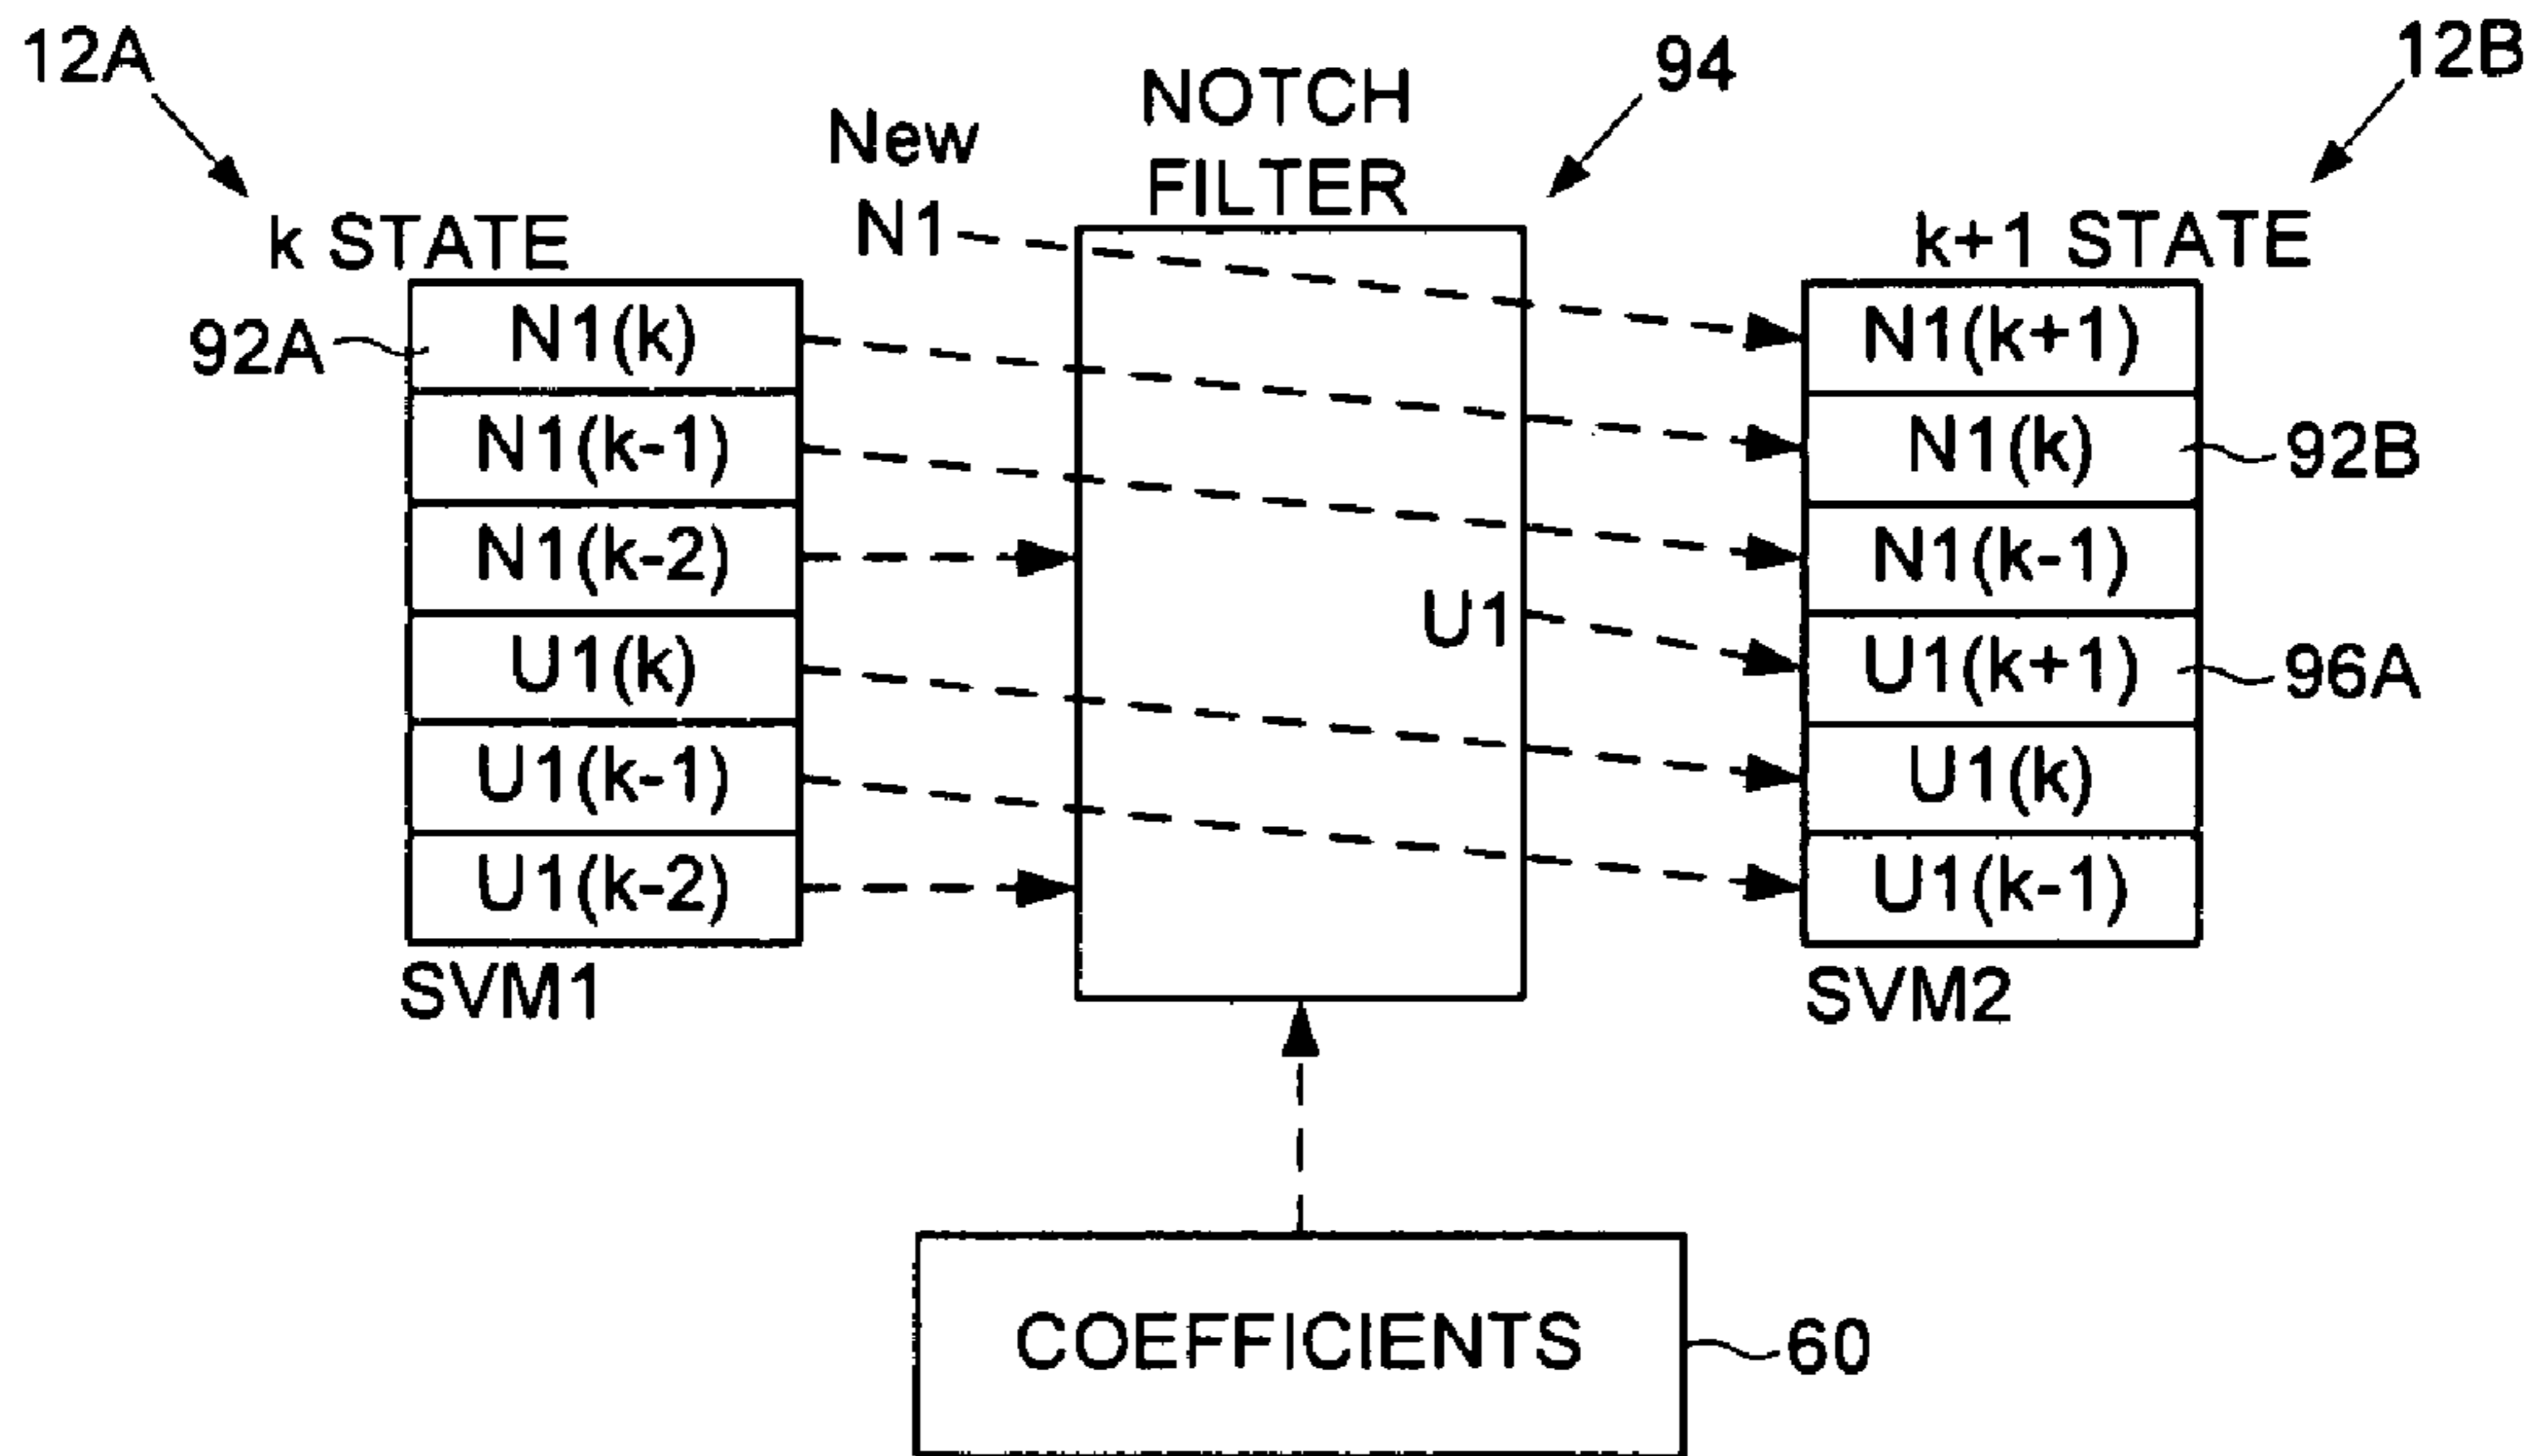 12A
12B
94
NOTCH
FILTER
New
N1
k STATE
k+1 STATE
92A
N1(k)
N1(k-1)
N1(k-2)
U1(k)
U1(k-1)
U1(k-2)
SVM1
U1
N1(k+1)
N1(k)
92B
N1(k-1)
U1(k+1)
96A
U1(k)
U1(k-1)
SVM2
COEFFICIENTS
60